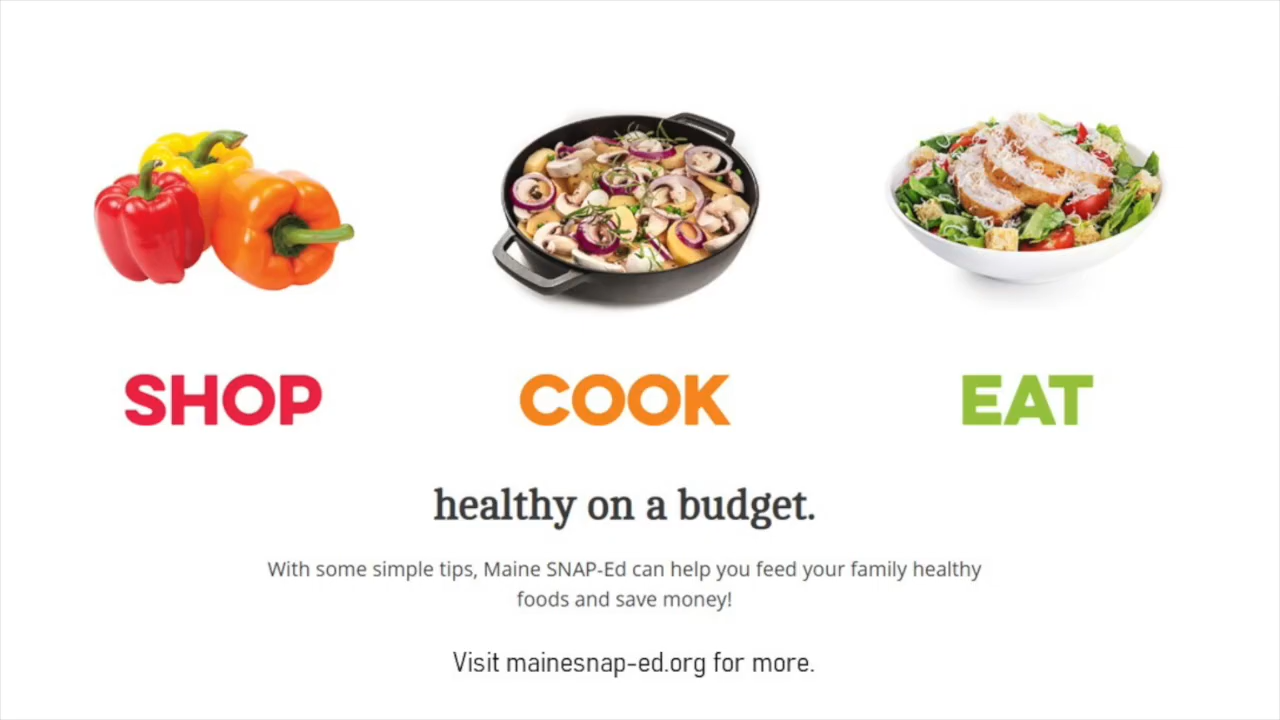 SHOP COOK EAT
healthy on a budget.
With some simple tips, Maine SNAP-Ed can help you feed your family healthy
foods and save money!
Visit mainesnap-ed.org for more.